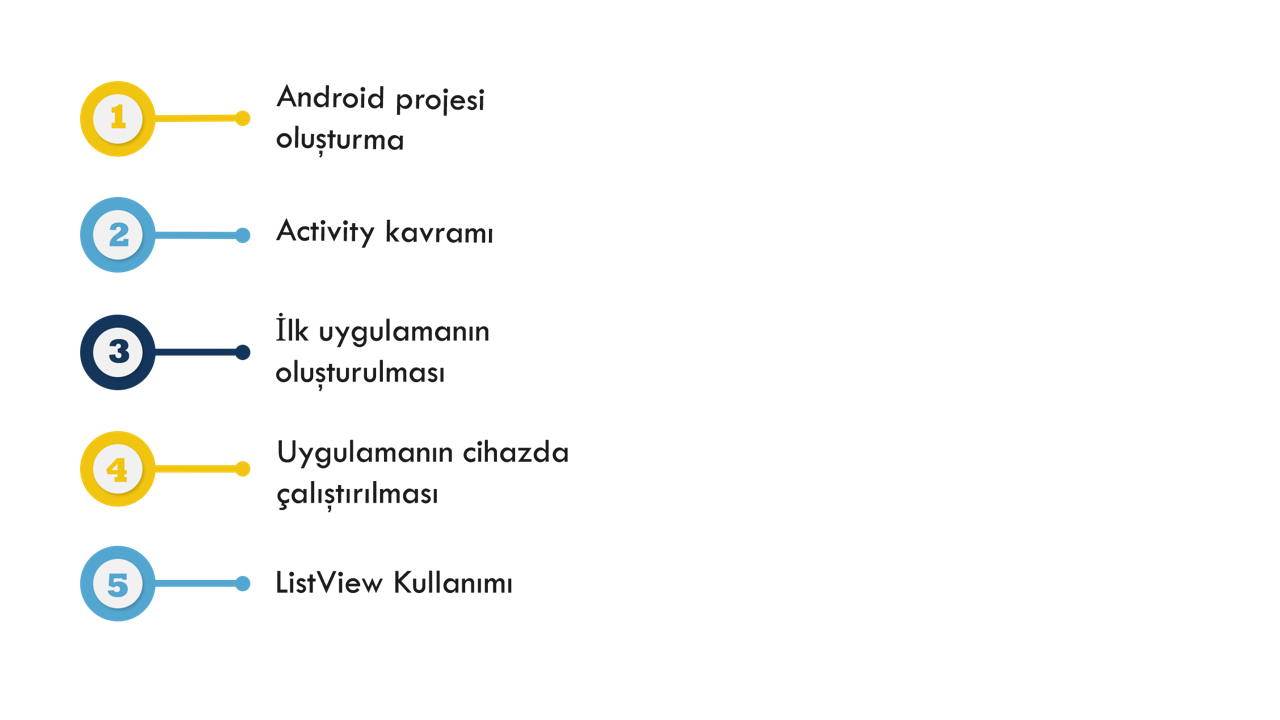 1
Android projesi
oluşturma
2
Activity kavramı
3
İlk uygulamanın
oluşturulması
4
Uygulamanın cihazda
çalıştırılması
5
ListView Kullanımı